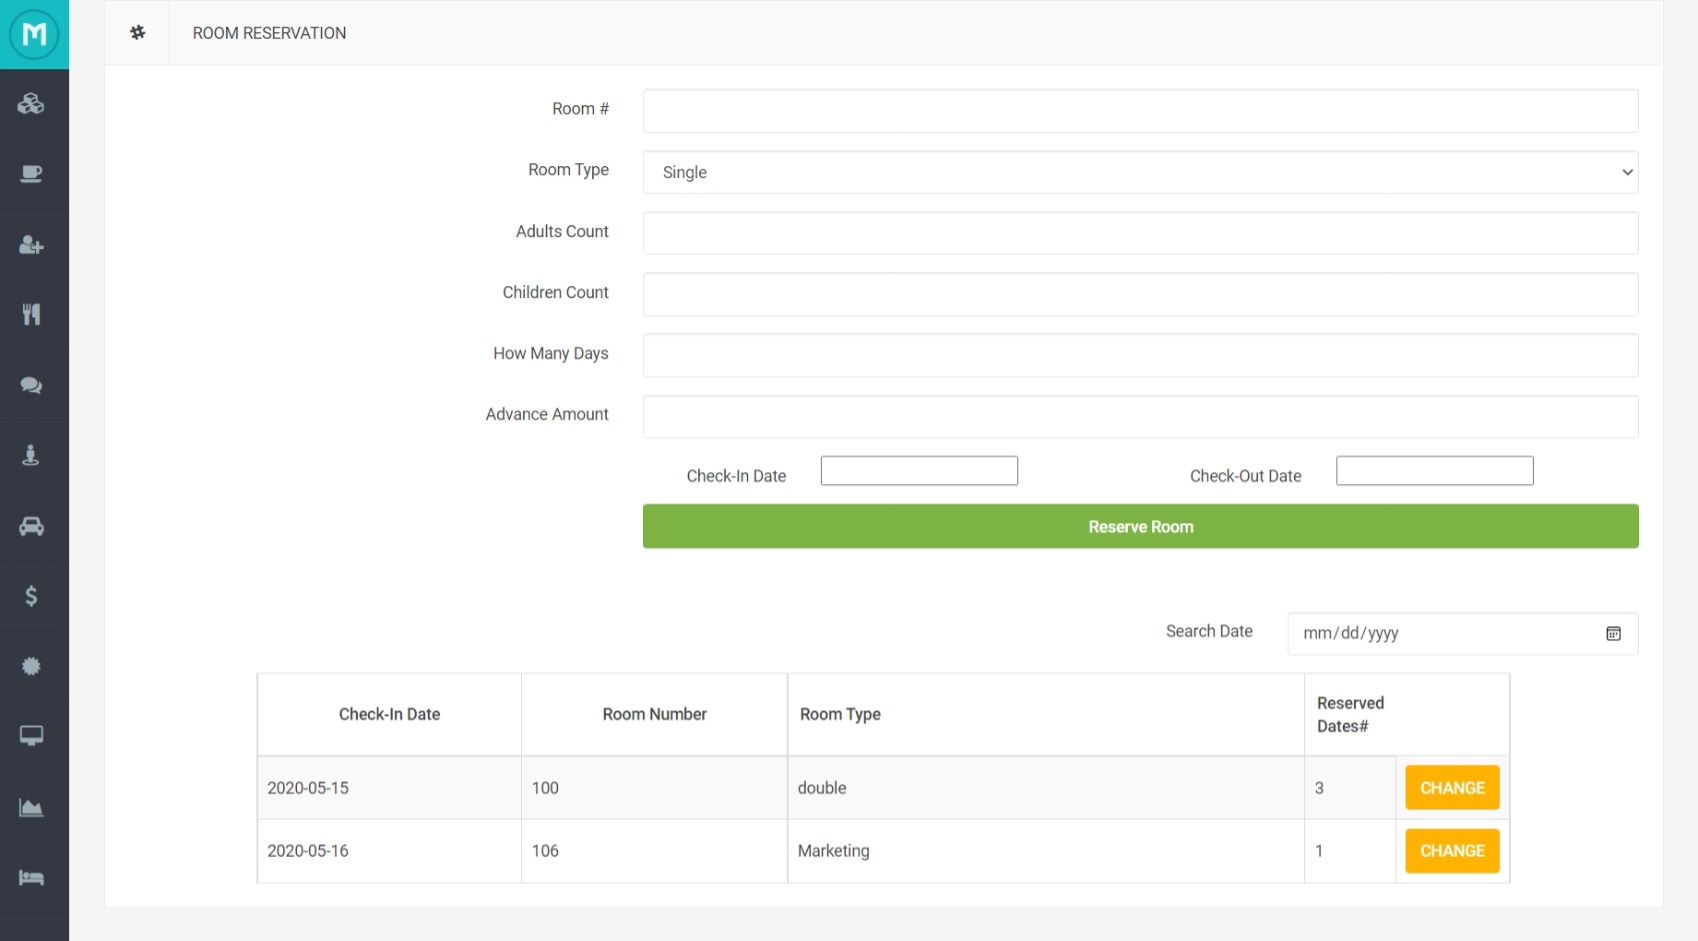 M
ROOM RESERVATION
Room #
Room Type
Single
Adults Count
Children Count
How Many Days
Advance Amount
Check-In Date
Check-Out Date
Reserve Room
Search Date
mm/dd/yyyy
Check-In Date Room Number Room Type Reserved
Dates#
2020-05-15 100 double 3 CHANGE
2020-05-16 106 Marketing 1 CHANGE